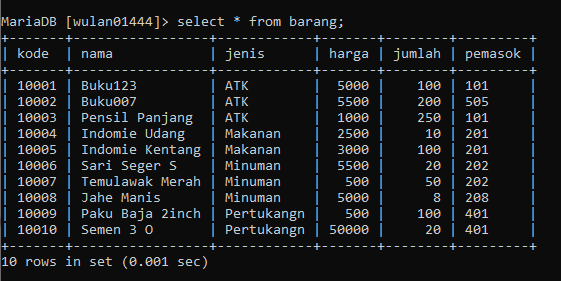 MariaDB [wulan01444]> select * from barang;
+-------+-----------------+------------+-------+--------+---------+
| kode  | nama            | jenis      | harga | jumlah | pemasok |
+-------+-----------------+------------+-------+--------+---------+
| 10001 | Buku123         | ATK        |  5000 |    100 | 101     |
| 10002 | Buku007         | ATK        |  5500 |    200 | 505     |
| 10003 | Pensil Panjang  | ATK        |  1000 |    250 | 101     |
| 10004 | Indomie Udang   | Makanan    |  2500 |     10 | 201     |
| 10005 | Indomie Kentang | Makanan    |  3000 |    100 | 201     |
| 10006 | Sari Seger S    | Minuman    |  5500 |     20 | 202     |
| 10007 | Temulawak Merah | Minuman    |   500 |     50 | 202     |
| 10008 | Jahe Manis      | Minuman    |  5000 |      8 | 208     |
| 10009 | Paku Baja 2inch | Pertukangn |   500 |    100 | 401     |
| 10010 | Semen 3 O       | Pertukangn | 50000 |     20 | 401     |
+-------+-----------------+------------+-------+--------+---------+
10 rows in set (0.001 sec)